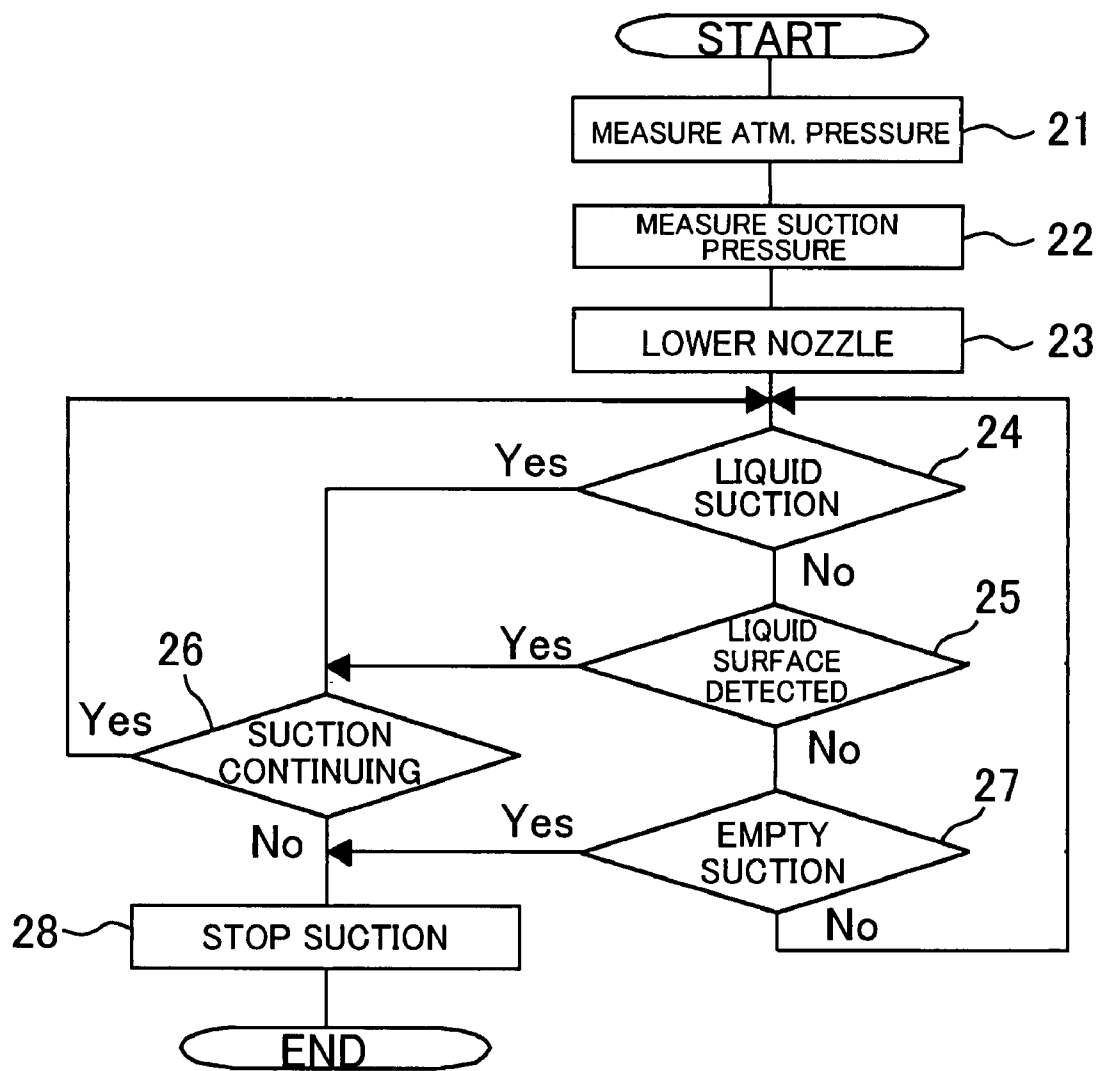 START
MEASURE ATM. PRESSURE
21
MEASURE SUCTION
PRESSURE
22
LOWER NOZZLE
23
24
Yes
LIQUID
SUCTION
No
25
26
Yes
LIQUID
SURFACE
DETECTED
Yes
SUCTION
CONTINUING
No
27
Yes
EMPTY
SUCTION
No
No
28
STOP SUCTION
END